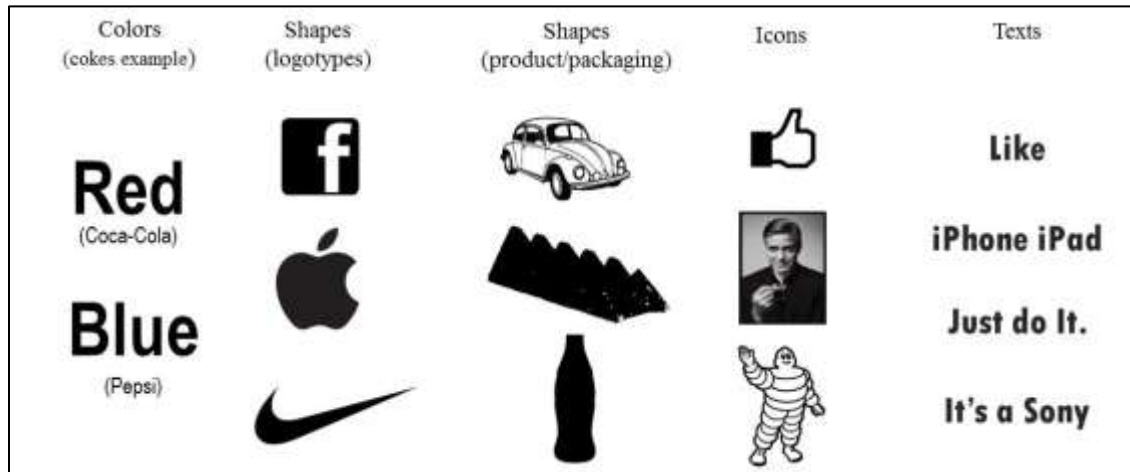 Colors
(cokes example)
Red
(Coca-Cola)
Blue
(Pepsi)
Shapes
(logotypes)
f
Shapes
(product/packaging)
Icons
Texts
Like
iPhone iPad
Just do It.
It's a Sony